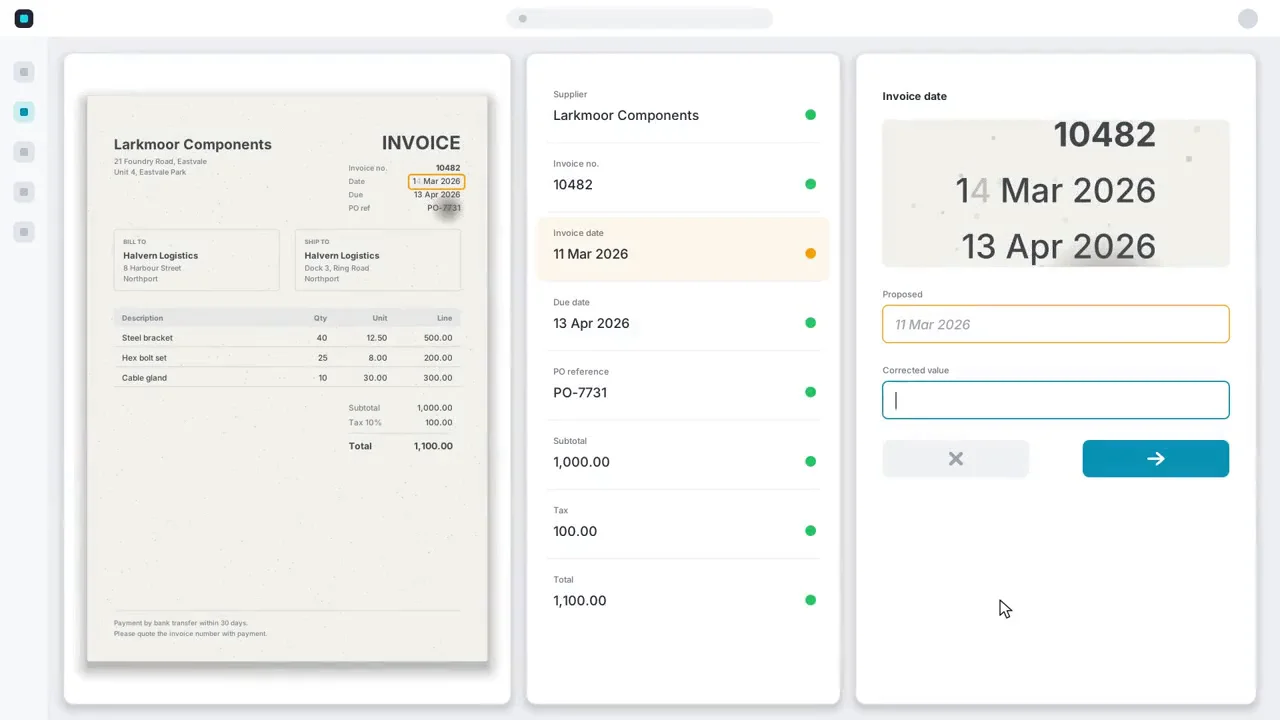 Larkmoor Components
INVOICE
21 Foundry Road, Eastvale
Unit 4, Eastvale Park
Invoice no. 10482
Date 14 Mar 2026
Due 13 Apr 2026
PO ref PO-7731
BILL TO
Halvern Logistics
8 Harbour Street
Northport
SHIP TO
Halvern Logistics
Dock 3, Ring Road
Northport
Description Qty Unit Line
Steel bracket 40 12.50 500.00
Hex bolt set 25 8.00 200.00
Cable gland 10 30.00 300.00
Subtotal 1,000.00
Tax 10% 100.00
Total 1,100.00
Payment by bank transfer within 30 days.
Please quote the invoice number with payment.
Supplier
Larkmoor Components
Invoice no.
10482
Invoice date
11 Mar 2026
Due date
13 Apr 2026
PO reference
PO-7731
Subtotal
1,000.00
Tax
100.00
Total
1,100.00
Invoice date
10482
14 Mar 2026
13 Apr 2026
Proposed
11 Mar 2026
Corrected value